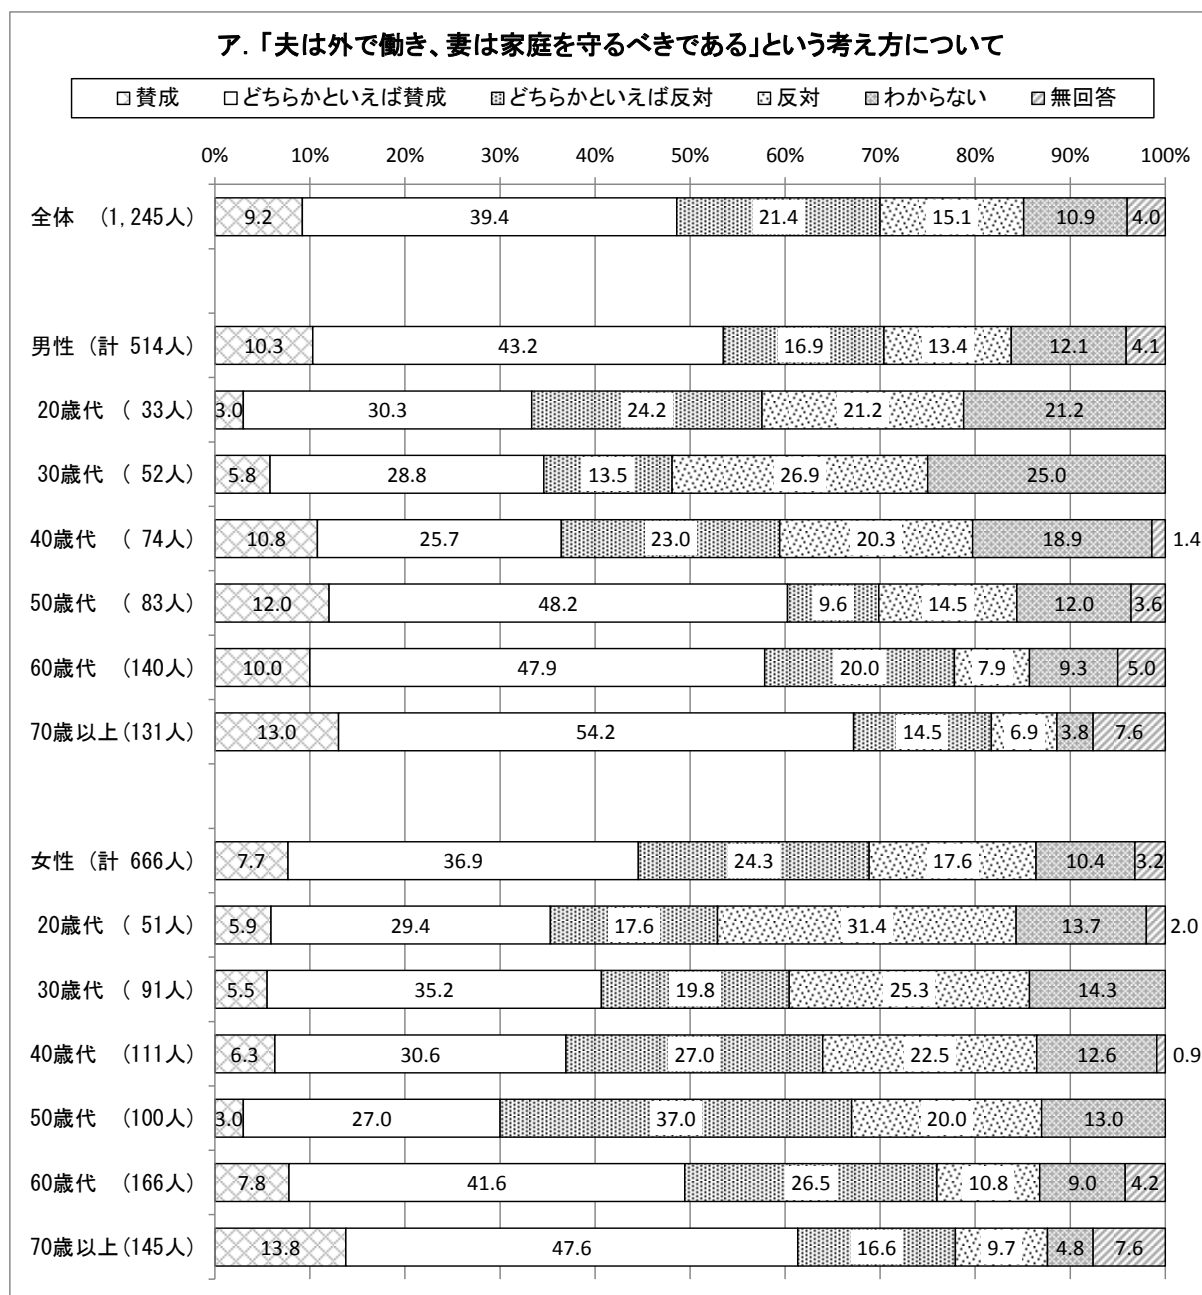 ア．「夫は外で働き、妻は家庭を守るべきである」という考え方について
賛成 どちらかといえば賛成 どちらかといえば反対 反対 わからない 無回答
0% 10% 20% 30% 40% 50% 60% 70% 80% 90% 100%
全体 (1,245人) 9.2 39.4 21.4 15.1 10.9 4.0
男性 (計 514人) 10.3 43.2 16.9 13.4 12.1 4.1
20歳代 ( 33人) 3.0 30.3 24.2 21.2 21.2
30歳代 ( 52人) 5.8 28.8 13.5 26.9 25.0
40歳代 ( 74人) 10.8 25.7 23.0 20.3 18.9 1.4
50歳代 ( 83人) 12.0 48.2 9.6 14.5 12.0 3.6
60歳代 (140人) 10.0 47.9 20.0 7.9 9.3 5.0
70歳以上(131人) 13.0 54.2 14.5 6.9 3.8 7.6
女性 (計 666人) 7.7 36.9 24.3 17.6 10.4 3.2
20歳代 ( 51人) 5.9 29.4 17.6 31.4 13.7 2.0
30歳代 ( 91人) 5.5 35.2 19.8 25.3 14.3
40歳代 (111人) 6.3 30.6 27.0 22.5 12.6 0.9
50歳代 (100人) 3.0 27.0 37.0 20.0 13.0
60歳代 (166人) 7.8 41.6 26.5 10.8 9.0 4.2
70歳以上(145人) 13.8 47.6 16.6 9.7 4.8 7.6